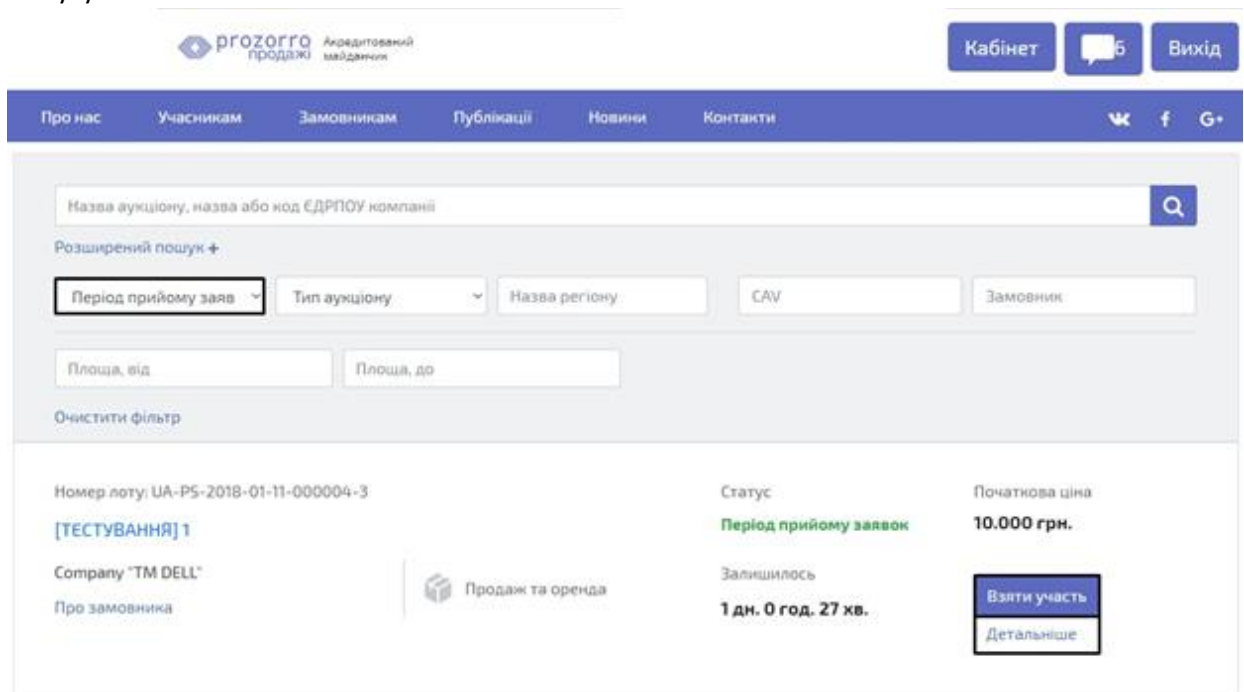 prozorro Акредитований
продажі майданчик
Кабінет 6 Вихід
Про нас Учасникам Замовникам Публікації Новини Контакти
Назва аукціону, назва або код ЄДРПОУ компанії
Розширений пошук +
Період прийому заяв Тип аукціону Назва регіону CAV Замовник
Площа, від Площа, до
Очистити фільтр
Номер лоту: UA-PS-2018-01-11-000004-3 Статус Початкова ціна
[ТЕСТУВАННЯ] 1 Період прийому заявок 10.000 грн.
Company "TM DELL" Продаж та оренда Залишилось
Взяти участь
Про замовника 1 дн. 0 год. 27 хв.
Детальніше